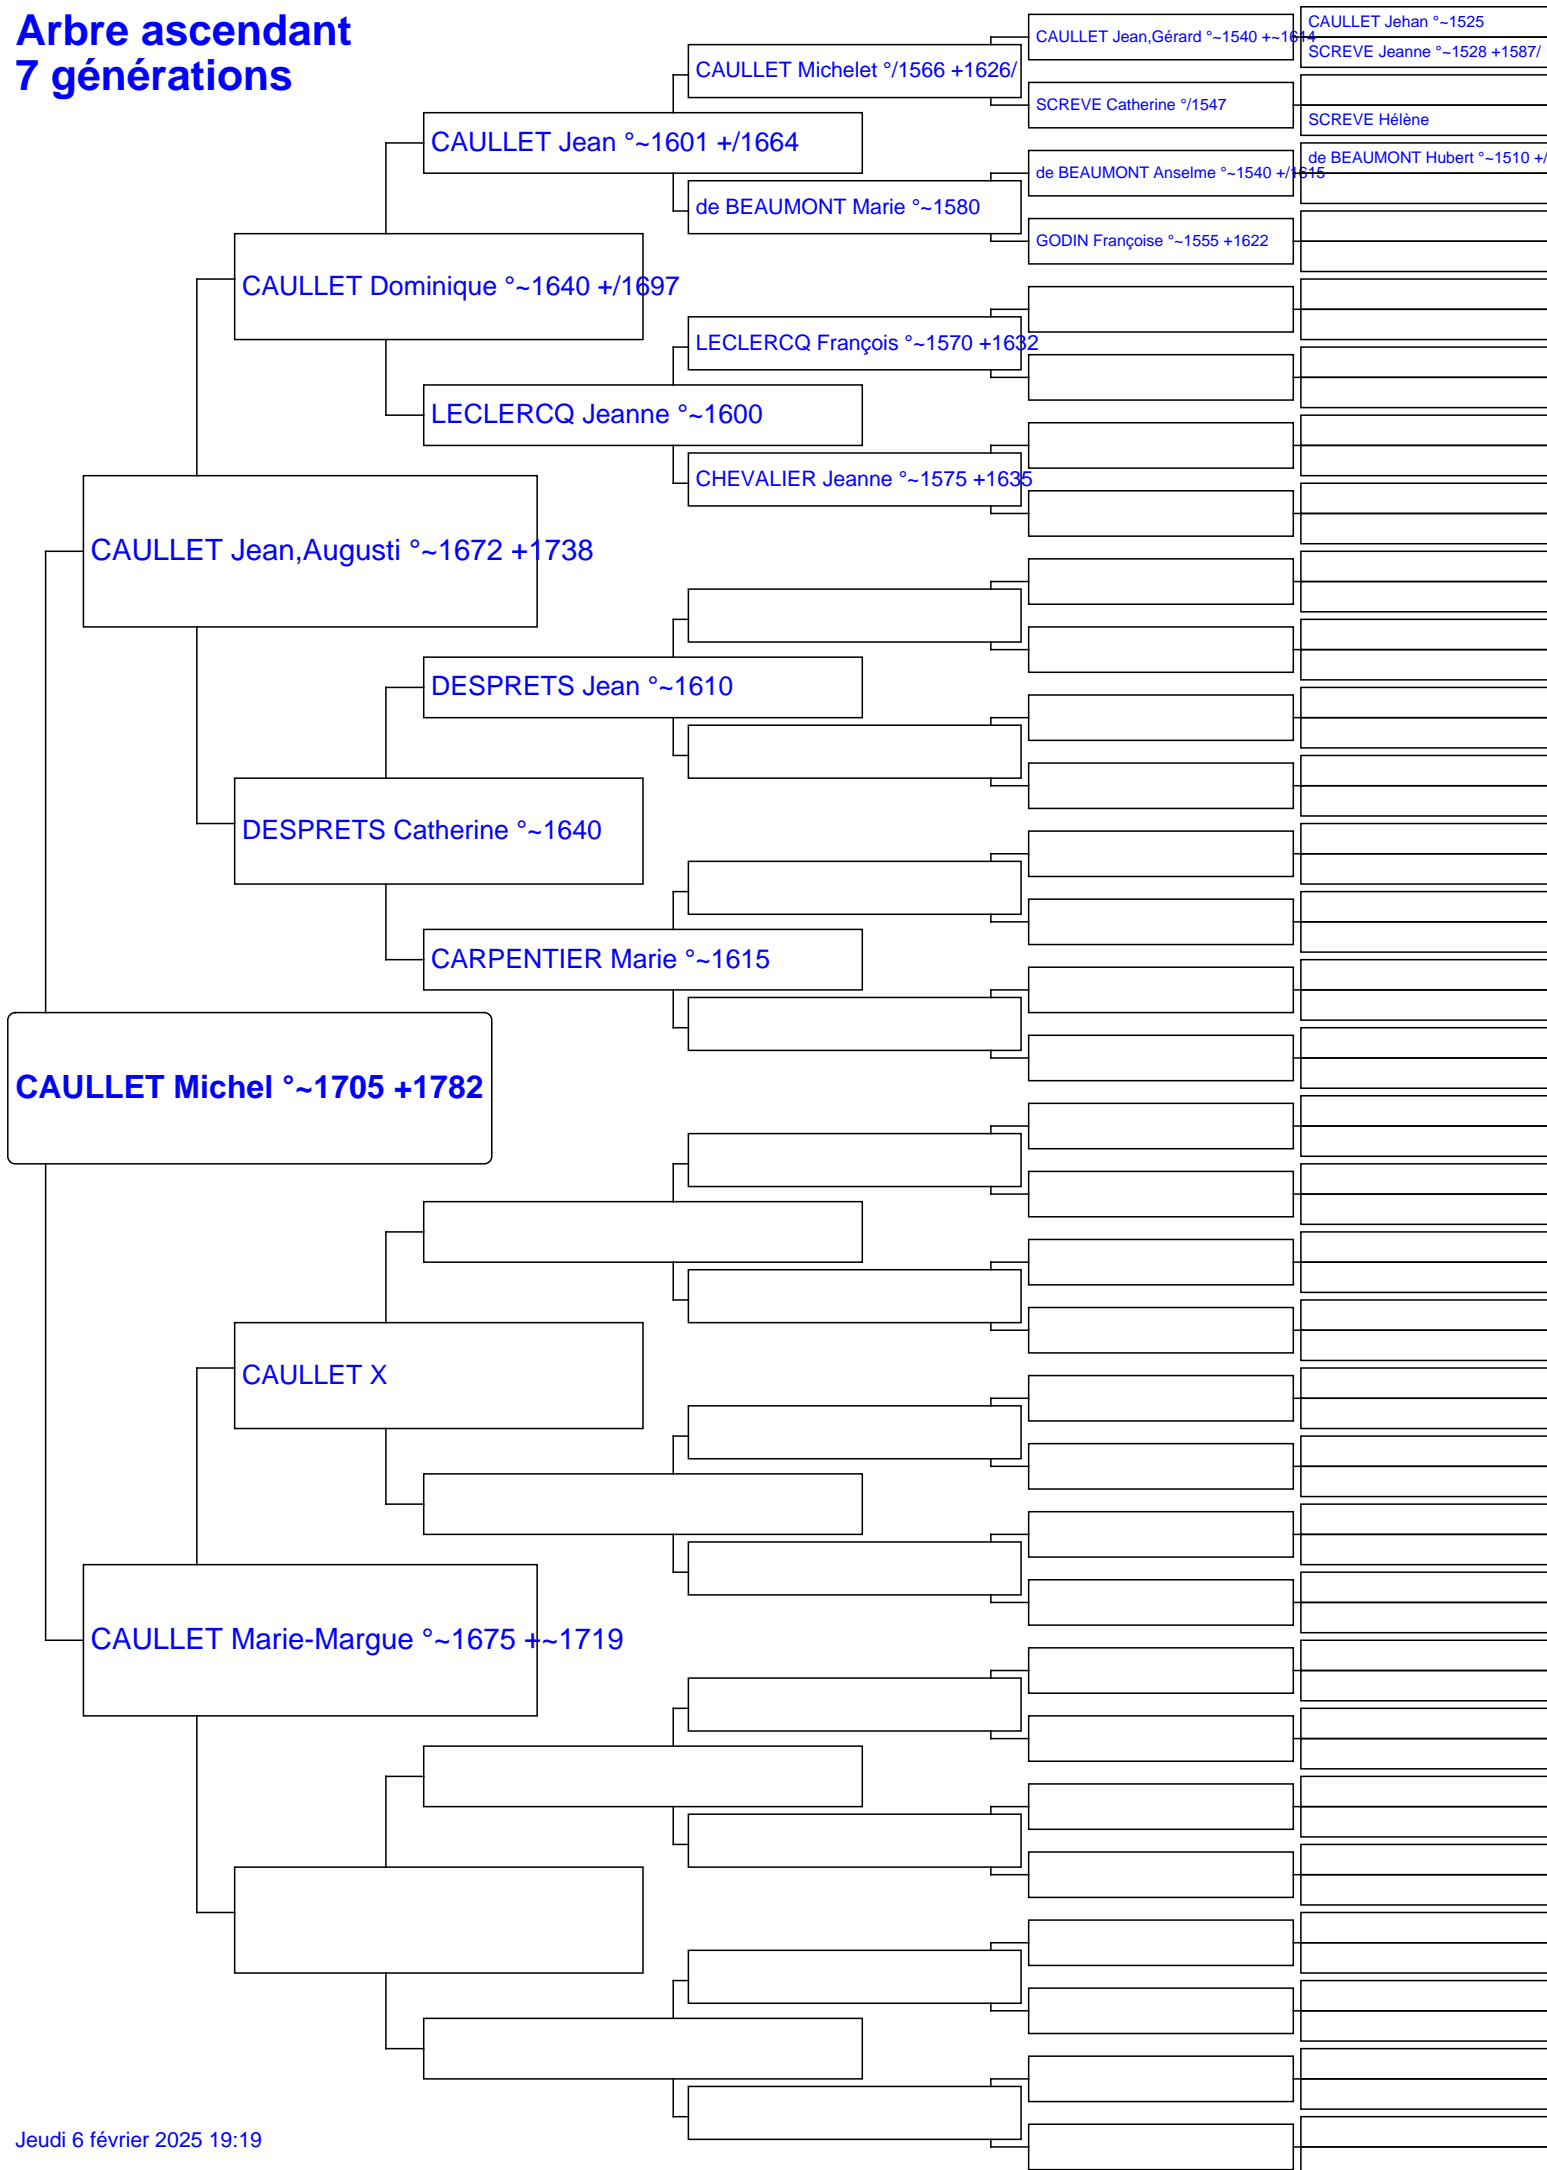 Arbre ascendant
7 générations
CAULLET Jehan °~1525
CAULLET Jean,Gérard °~1540 +~1614
SCREVE Jeanne °~1528 +1587/
CAULLET Michelet °/1566 +1626/
SCREVE Catherine °/1547
SCREVE Hélène
CAULLET Jean °~1601 +/1664
de BEAUMONT Hubert °~1510 +/
de BEAUMONT Anselme °~1540 +/1615
de BEAUMONT Marie °~1580
GODIN Françoise °~1555 +1622
CAULLET Dominique °~1640 +/1697
LECLERCQ François °~1570 +1632
LECLERCQ Jeanne °~1600
CHEVALIER Jeanne °~1575 +1635
CAULLET Jean,Augusti °~1672 +1738
DESPRETS Jean °~1610
DESPRETS Catherine °~1640
CARPENTIER Marie °~1615
CAULLET Michel °~1705 +1782
CAULLET X
CAULLET Marie-Margue °~1675 +~1719
Jeudi 6 février 2025 19:19